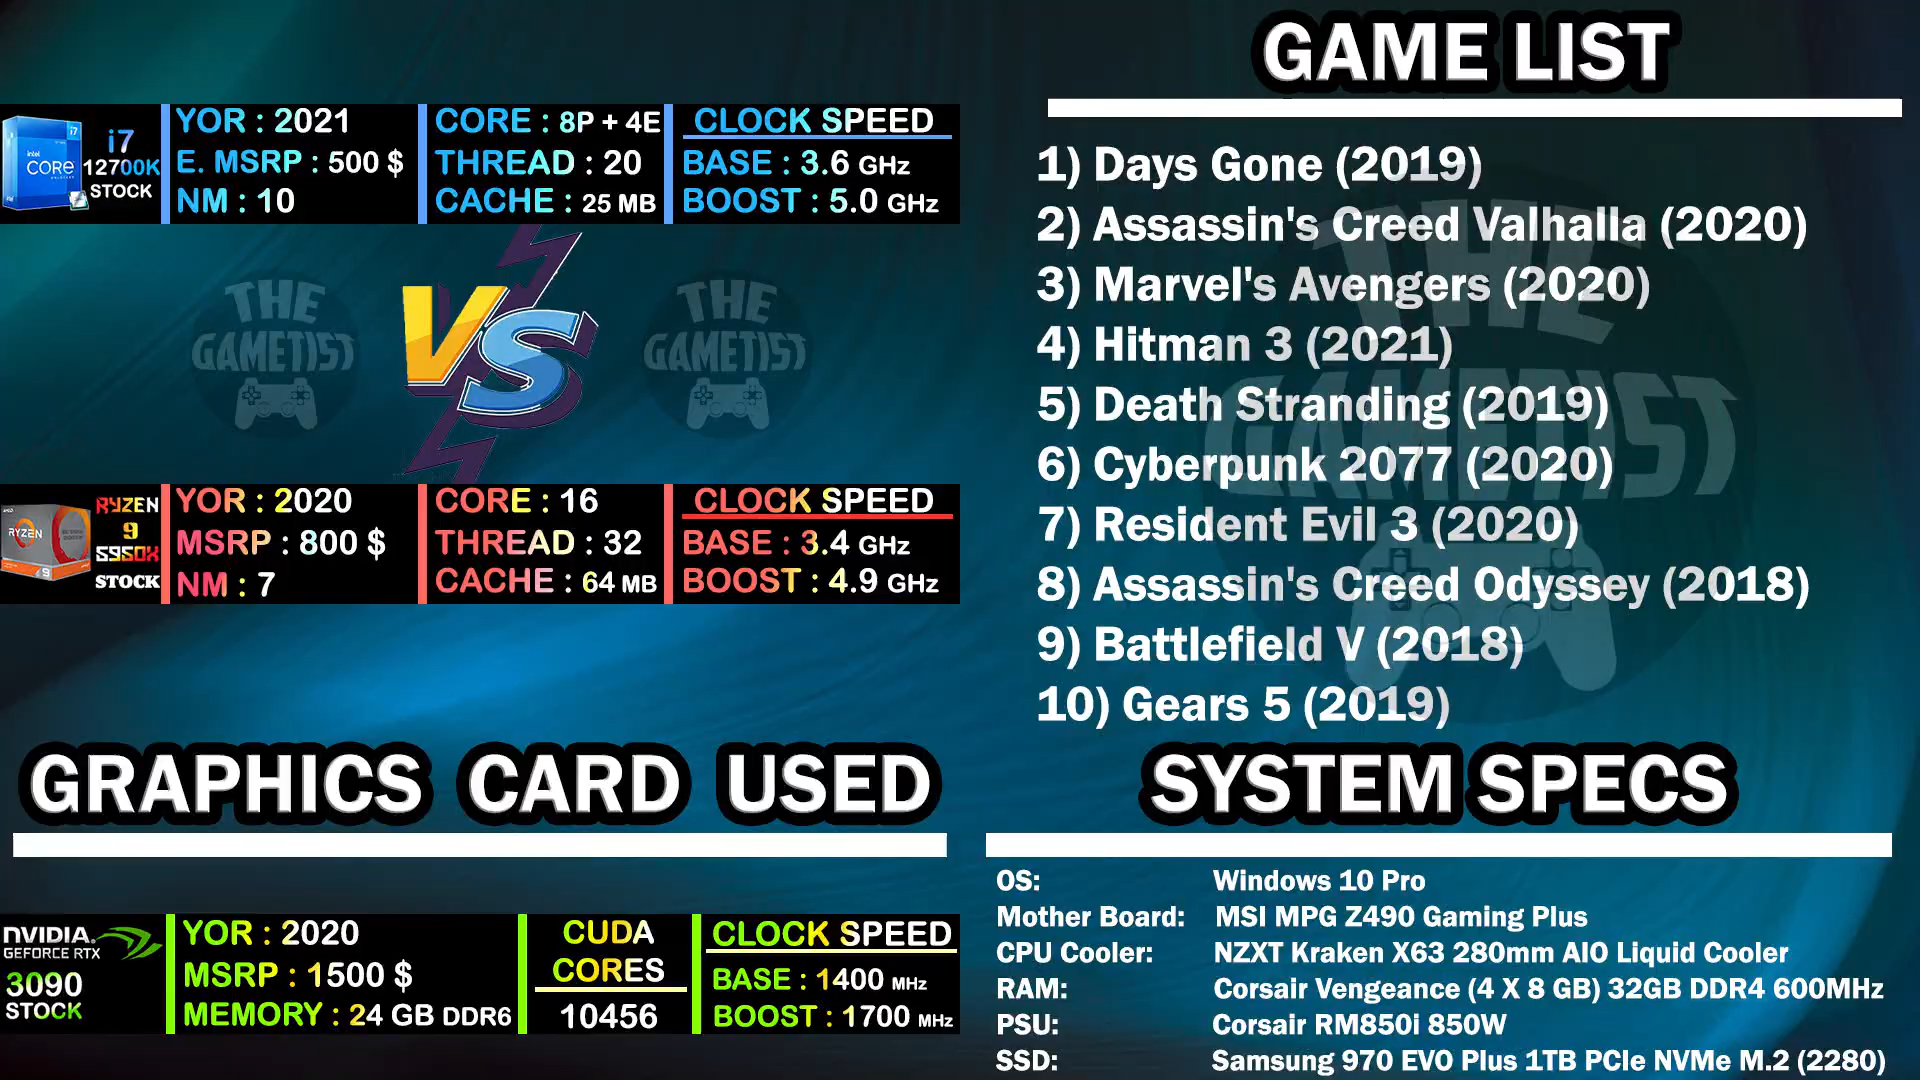 GAME LIST
intel
CORE
i7
i7
12700K
STOCK
YOR : 2021
E. MSRP : 500 $
NM : 10
CORE : 8P + 4E
THREAD : 20
CACHE : 25 MB
CLOCK SPEED
BASE : 3.6 GHz
BOOST : 5.0 GHz
THE
GAMETIST
VS
THE
GAMETIST
RYZEN
9
RYZEN
9
5950X
STOCK
YOR : 2020
MSRP : 800 $
NM : 7
CORE : 16
THREAD : 32
CACHE : 64 MB
CLOCK SPEED
BASE : 3.4 GHz
BOOST : 4.9 GHz
1) Days Gone (2019)
2) Assassin's Creed Valhalla (2020)
3) Marvel's Avengers (2020)
4) Hitman 3 (2021)
5) Death Stranding (2019)
6) Cyberpunk 2077 (2020)
7) Resident Evil 3 (2020)
8) Assassin's Creed Odyssey (2018)
9) Battlefield V (2018)
10) Gears 5 (2019)
THE
GAMETIST
GRAPHICS CARD USED
NVIDIA.
GEFORCE RTX
3090
STOCK
YOR : 2020
MSRP : 1500 $
MEMORY : 24 GB DDR6
CUDA
CORES
10456
CLOCK SPEED
BASE : 1400 MHz
BOOST : 1700 MHz
SYSTEM SPECS
OS: Windows 10 Pro
Mother Board: MSI MPG Z490 Gaming Plus
CPU Cooler: NZXT Kraken X63 280mm AIO Liquid Cooler
RAM: Corsair Vengeance (4 X 8 GB) 32GB DDR4 600MHz
PSU: Corsair RM850i 850W
SSD: Samsung 970 EVO Plus 1TB PCIe NVMe M.2 (2280)